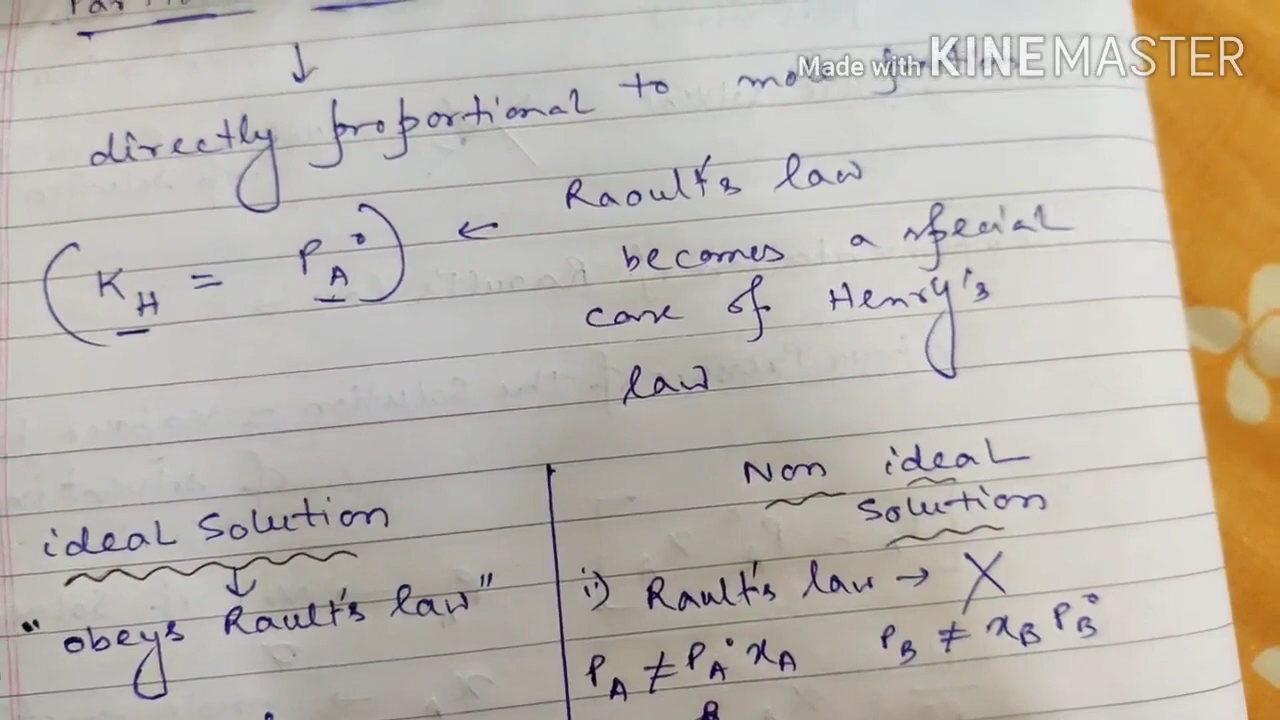 Made with KINEMASTER
↓
directly proportional to mole
(K_H = P_A°) ← Raoult's law
becomes a special
case of Henry's
law
ideal Solution
↓
"obeys Rault's law"
Non ideal
Solution
i) Rault's law → X
P_A ≠ P_A° x_A P_B ≠ x_B P_B°